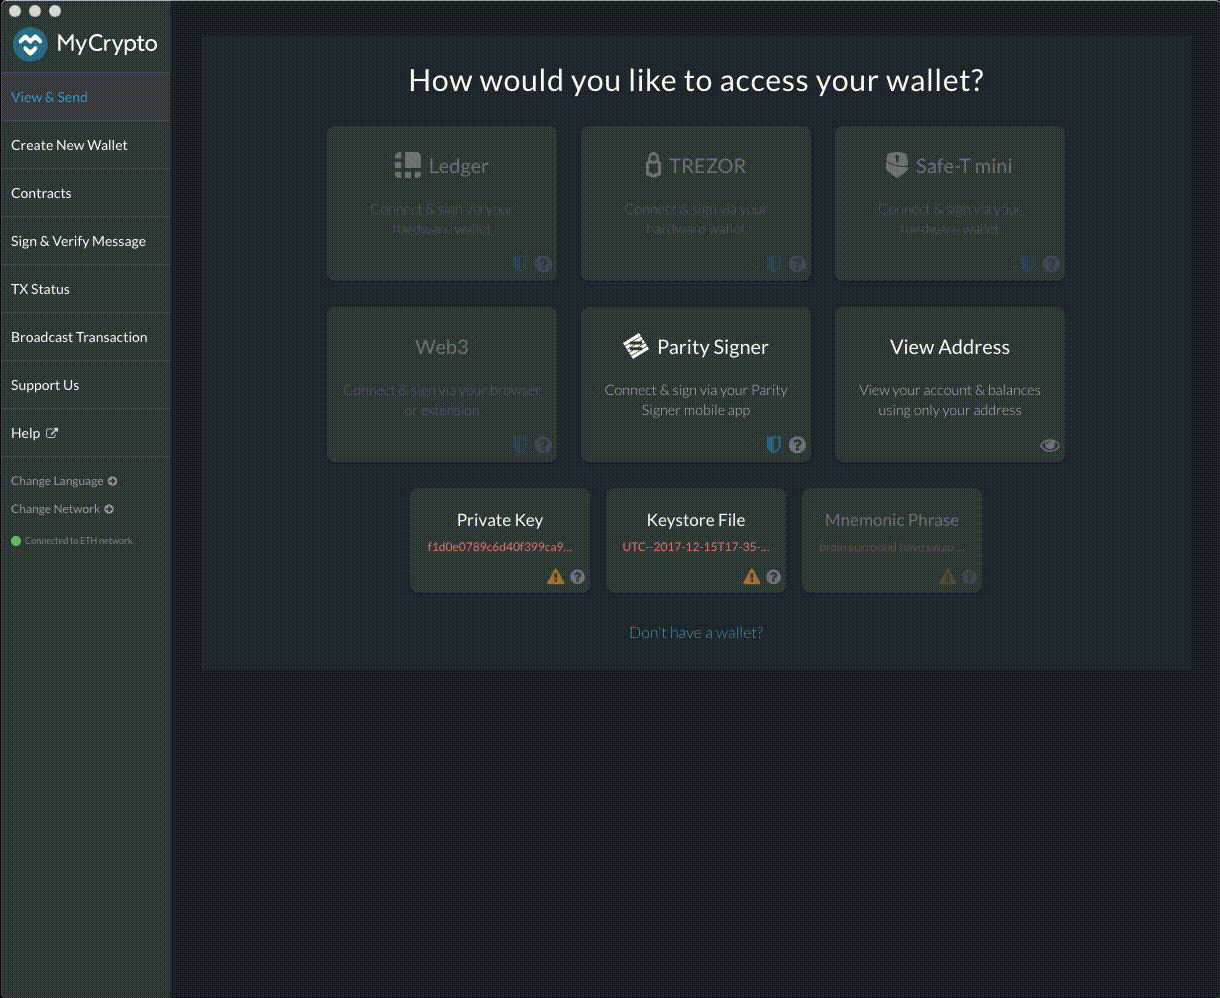 MyCrypto
View & Send
Create New Wallet
Contracts
Sign & Verify Message
TX Status
Broadcast Transaction
Support Us
Help
Change Language
Change Network
Connected to ETH network
How would you like to access your wallet?
Ledger
Connect & sign via your
hardware wallet
TREZOR
Connect & sign via your
hardware wallet
1
Safe-T mini
Connect & sign via your
hardware wallet
Web3
Connect & sign via your browser
or extension
Parity Signer
Connect & sign via your Parity
Signer mobile app
View Address
View your account & balances
using only your address
Private Key
f1d0e0789c6d40f399ca9...
Keystore File
UTC--2017-12-15T17-35-...
Mnemonic Phrase
brain surround have swap ...
Don't have a wallet?